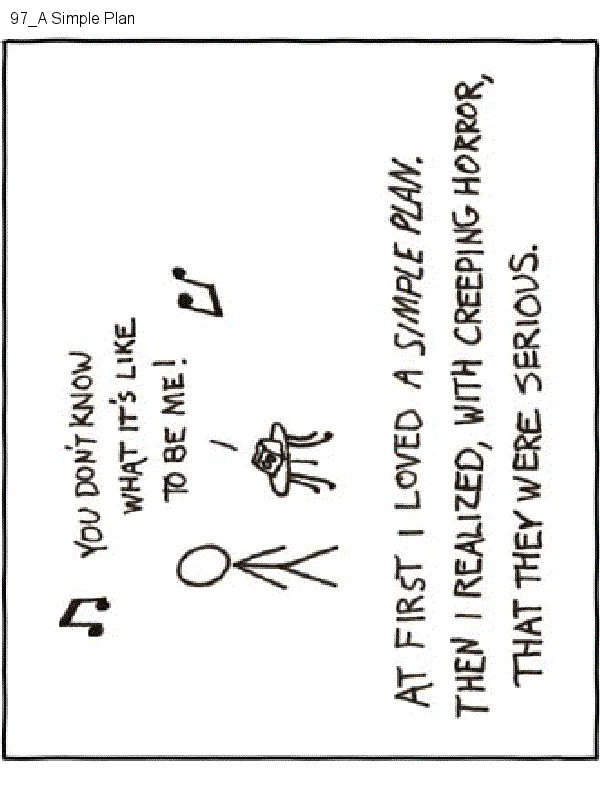 97_A Simple Plan
YOU DON'T KNOW
WHAT IT'S LIKE
TO BE ME!
AT FIRST I LOVED A SIMPLE PLAN.
THEN I REALIZED, WITH CREEPING HORROR,
THAT THEY WERE SERIOUS.